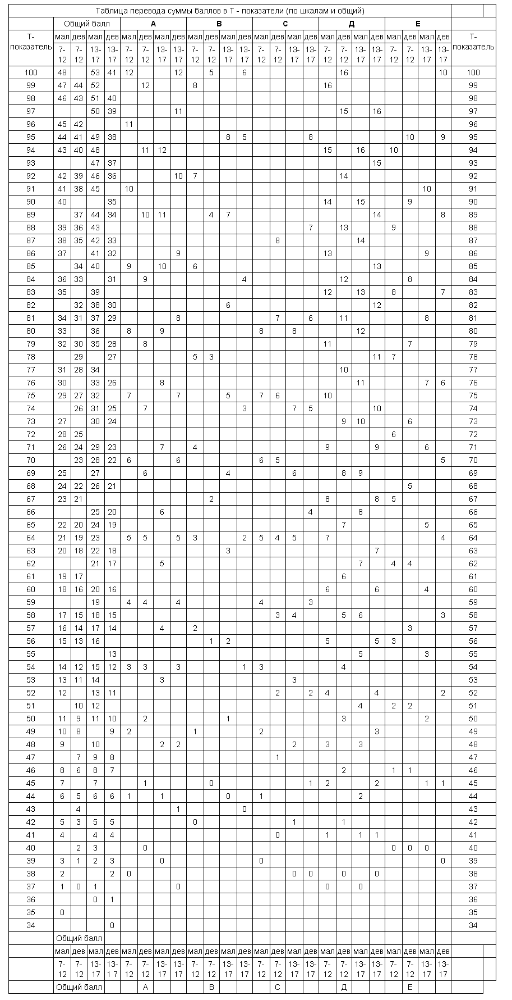 Таблица перевода суммы баллов в Т - показатели (по шкалам и общий)
Общий балл А В С Д Е
Т- мал дев мал дев мал дев мал дев мал дев мал дев мал дев мал дев мал дев мал дев мал дев мал дев Т-
показатель 7- 7- 13- 13- 7- 7- 13- 13- 7- 7- 13- 13- 7- 7- 13- 13- 7- 7- 13- 13- 7- 7- 13- 13- показатель
12 12 17 17 12 12 17 17 12 12 17 17 12 12 17 17 12 12 17 17 12 12 17 17
100 48 53 41 12 12 5 6 16 10 100
99 47 44 52 12 8 16 99
98 46 43 51 40 98
97 50 39 11 15 16 97
96 45 42 11 96
95 44 41 49 38 8 5 8 10 9 95
94 43 40 48 11 12 15 16 10 94
93 47 37 15 93
92 42 39 46 36 10 7 14 92
91 41 38 45 10 10 91
90 40 35 14 15 9 90
89 37 44 34 10 11 4 7 14 8 89
88 39 36 43 7 13 9 88
87 38 35 42 33 8 14 87
86 37 41 32 9 13 9 86
85 34 40 9 10 6 13 85
84 36 33 31 9 4 12 8 84
83 35 39 12 13 8 7 83
82 32 38 30 6 12 82
81 34 31 37 29 8 7 6 11 8 81
80 33 36 8 9 8 8 12 80
79 32 30 35 28 8 11 7 79
78 29 27 5 3 11 7 78
77 31 28 34 10 77
76 30 33 26 8 11 7 6 76
75 29 27 32 7 7 5 7 6 10 75
74 26 31 25 7 3 7 5 10 74
73 27 30 24 9 10 6 73
72 28 25 6 72
71 26 24 29 23 7 4 9 9 6 71
70 23 28 22 6 6 6 5 5 70
69 25 27 6 4 6 8 9 69
68 24 22 26 21 5 68
67 23 21 2 8 8 5 67
66 25 20 6 4 8 66
65 22 20 24 19 7 5 65
64 21 19 23 5 5 5 3 2 5 4 5 7 4 64
63 20 18 22 18 3 7 63
62 21 17 5 7 4 4 62
61 19 17 6 61
60 18 16 20 16 6 6 4 60
59 19 4 4 4 4 3 59
58 17 15 18 15 3 4 5 6 3 58
57 16 14 17 14 4 2 3 57
56 15 13 16 1 2 5 5 3 56
55 13 5 3 55
54 14 12 15 12 3 3 3 1 3 4 54
53 13 11 14 3 3 53
52 12 13 11 2 2 4 4 2 52
51 10 12 4 2 2 51
50 11 9 11 10 2 1 3 2 50
49 10 8 9 2 1 2 3 49
48 9 10 2 2 2 3 3 48
47 7 9 8 1 47
46 8 6 8 7 2 1 1 46
45 7 7 1 0 1 2 2 1 1 45
44 6 5 6 6 1 1 0 1 2 44
43 4 1 0 43
42 5 3 5 5 0 1 1 42
41 4 4 4 0 1 1 1 41
40 2 3 0 0 0 0 40
39 3 1 2 3 0 0 0 39
38 2 2 0 0 0 0 0 38
37 1 0 1 0 0 0 37
36 0 1 36
35 0 35
34 0 34
Общий балл
мал дев мал дев мал дев мал дев мал дев мал дев мал дев мал дев мал дев мал дев мал дев мал дев
7- 7- 13- 13- 7- 7- 13- 13- 7- 7- 13- 13- 7- 7- 13- 13- 7- 7- 13- 13- 7- 7- 13- 13-
12 12 17 1 7 12 12 17 17 12 12 17 17 12 12 17 17 12 12 17 17 12 12 17 17
Общий балл А В С Д Е